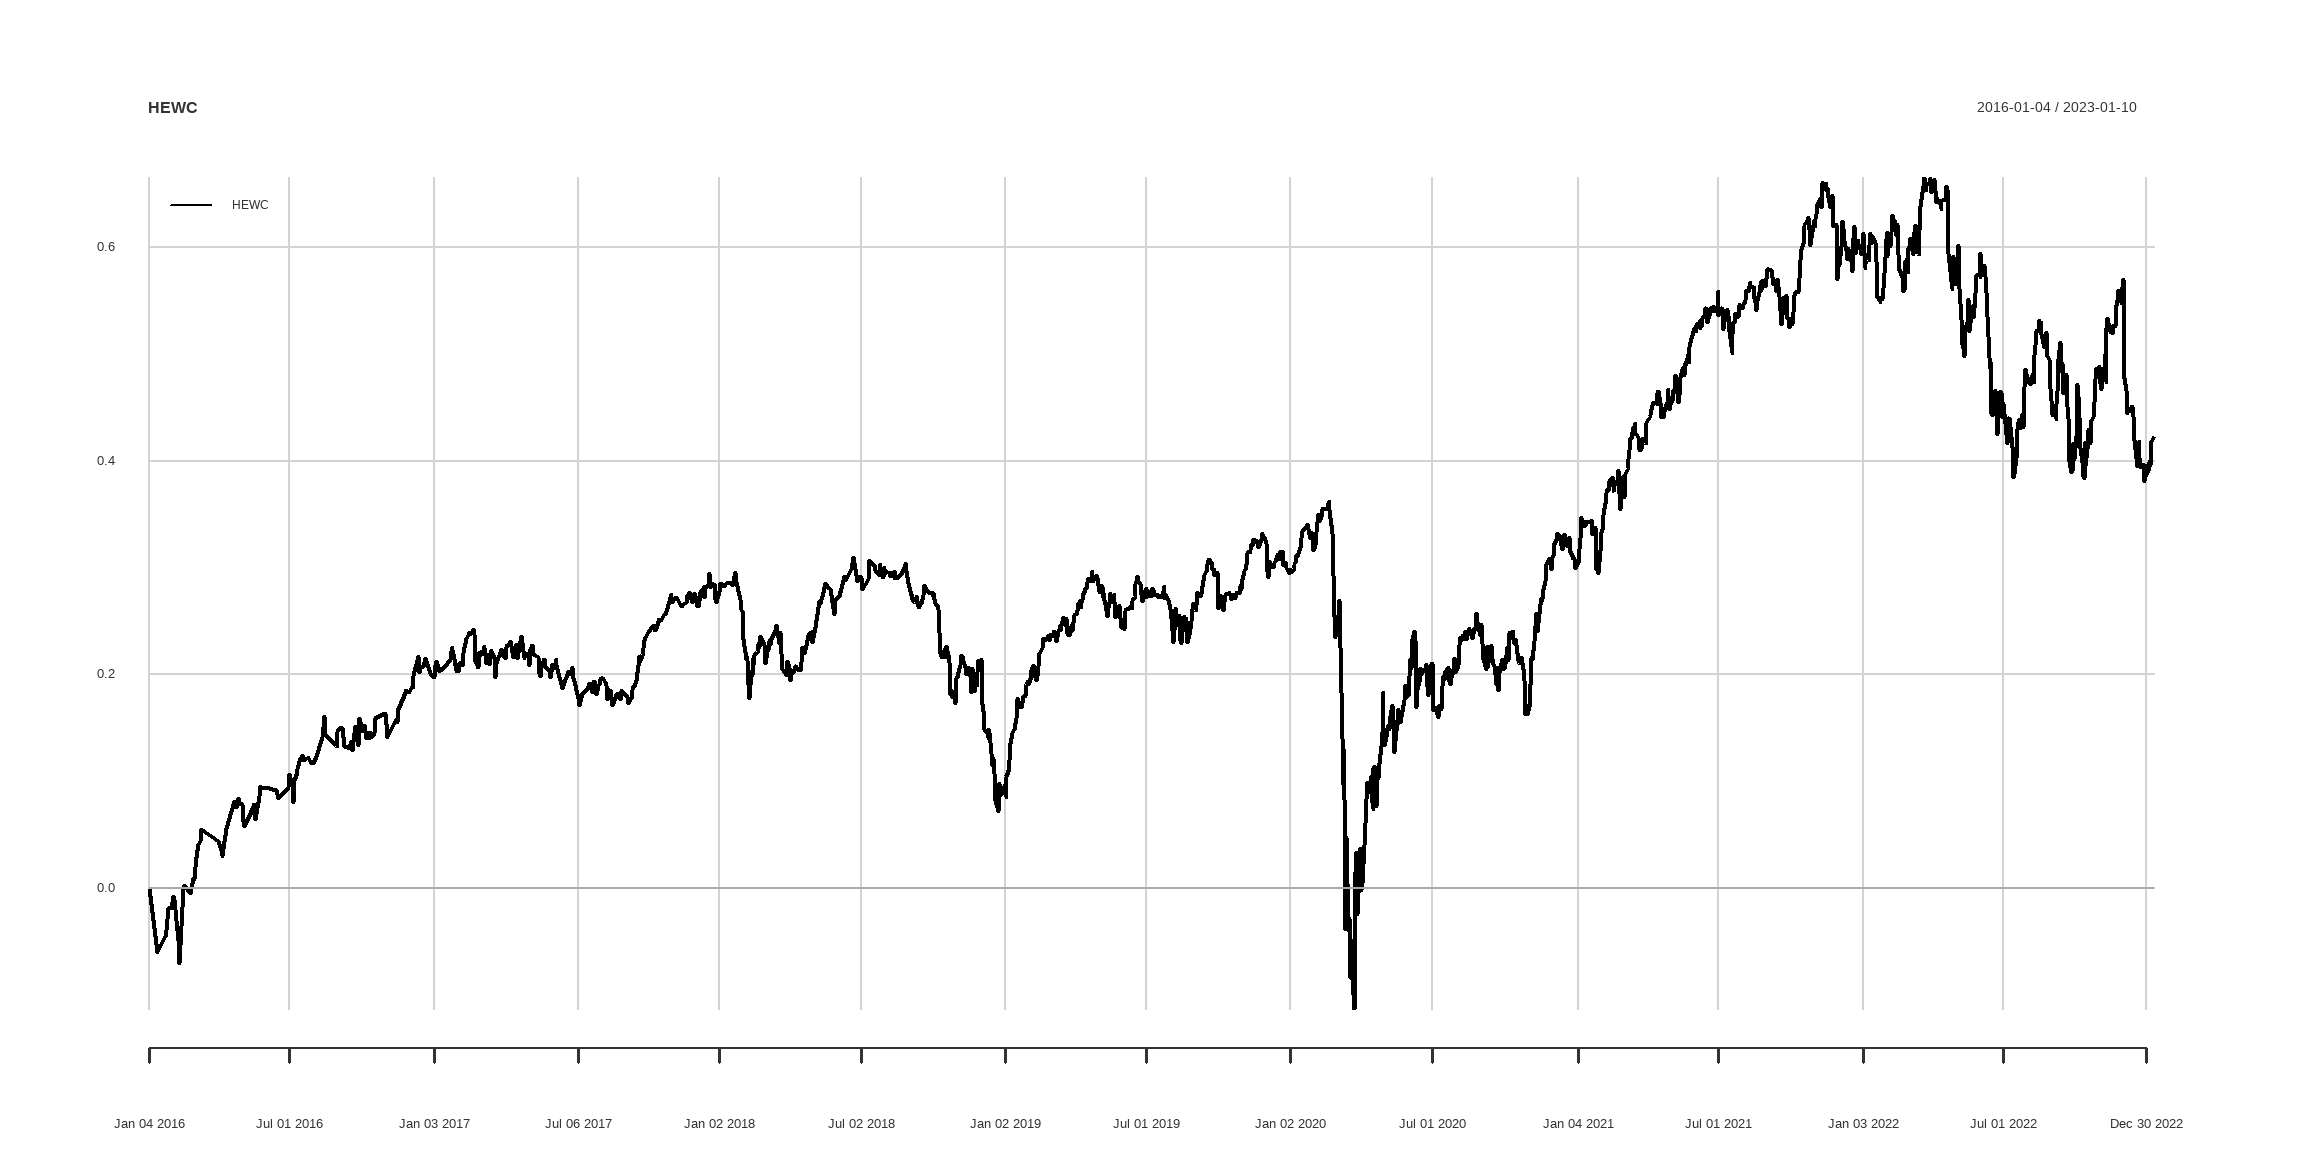 HEWC
2016-01-04 / 2023-01-10
HEWC
0.6
0.4
0.2
0.0
Jan 04 2016
Jul 01 2016
Jan 03 2017
Jul 06 2017
Jan 02 2018
Jul 02 2018
Jan 02 2019
Jul 01 2019
Jan 02 2020
Jul 01 2020
Jan 04 2021
Jul 01 2021
Jan 03 2022
Jul 01 2022
Dec 30 2022